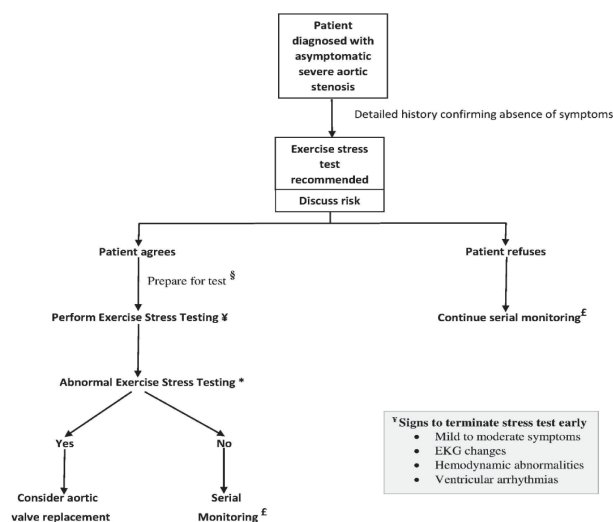 Patient
diagnosed with
asymptomatic
severe aortic
stenosis
Detailed history confirming absence of symptoms
Exercise stress
test
recommended
Discuss risk
Patient agrees
Patient refuses
Prepare for test §
Perform Exercise Stress Testing ¥
Continue serial monitoring£
Abnormal Exercise Stress Testing *
Yes
No
Consider aortic
valve replacement
Serial
Monitoring £
¥ Signs to terminate stress test early
• Mild to moderate symptoms
• EKG changes
• Hemodynamic abnormalities
• Ventricular arrhythmias